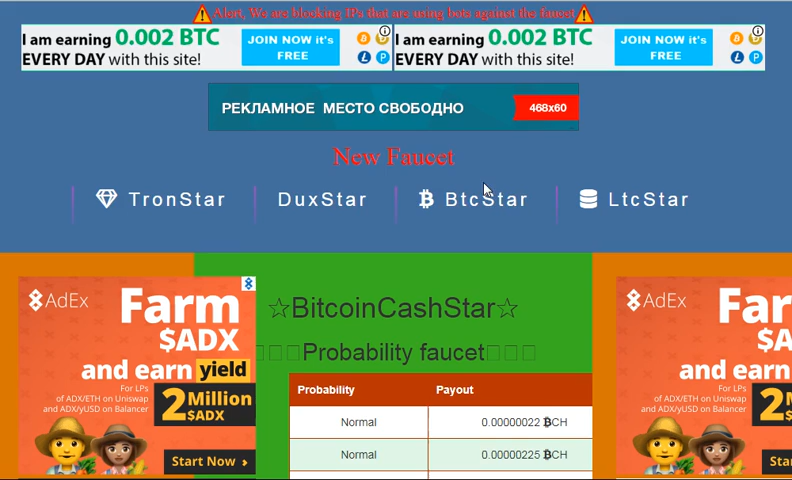 Alert, We are blocking IPs that are using bots against the faucet
I am earning 0.002 BTC
EVERY DAY with this site!
JOIN NOW it's
FREE
I am earning 0.002 BTC
EVERY DAY with this site!
JOIN NOW it's
FREE
РЕКЛАМНОЕ МЕСТО СВОБОДНО
468x60
New Faucet
TronStar
DuxStar
BtcStar
LtcStar
AdEx
Farm
$ADX
and earn yield
For LPs
of ADX/ETH on Uniswap
and ADX/yUSD on Balancer
2 Million
$ADX
Start Now ›
☆BitcoinCashStar☆
Probability faucet
Probability Payout
Normal 0.00000022 ₿CH
Normal 0.00000225 ₿CH
AdEx
Far
$A
and earn
For LPs
of ADX/ETH on Uniswap
and ADX/yUSD on Balancer
2
Sta